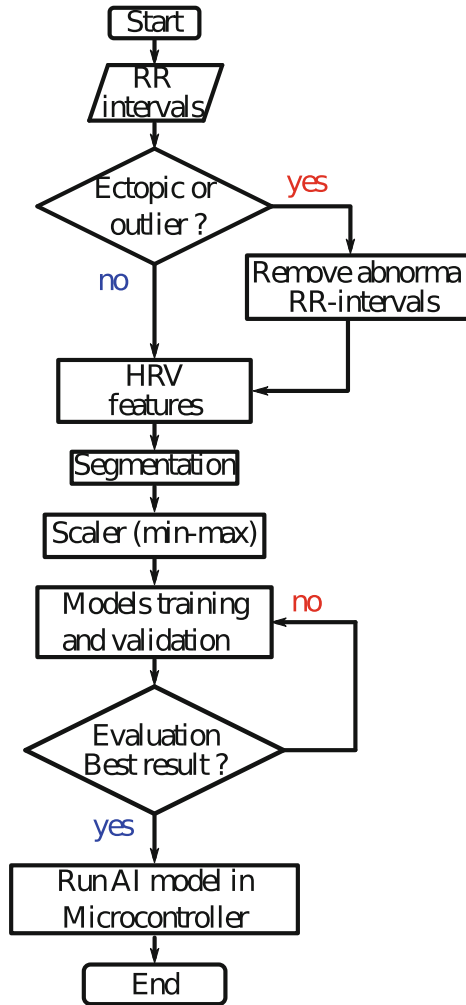 Start
RR
intervals
Ectopic or
outlier ?
yes
no
Remove abnorma
RR-intervals
HRV
features
Segmentation
Scaler (min-max)
Models training
and validation
no
Evaluation
Best result ?
yes
Run AI model in
Microcontroller
End